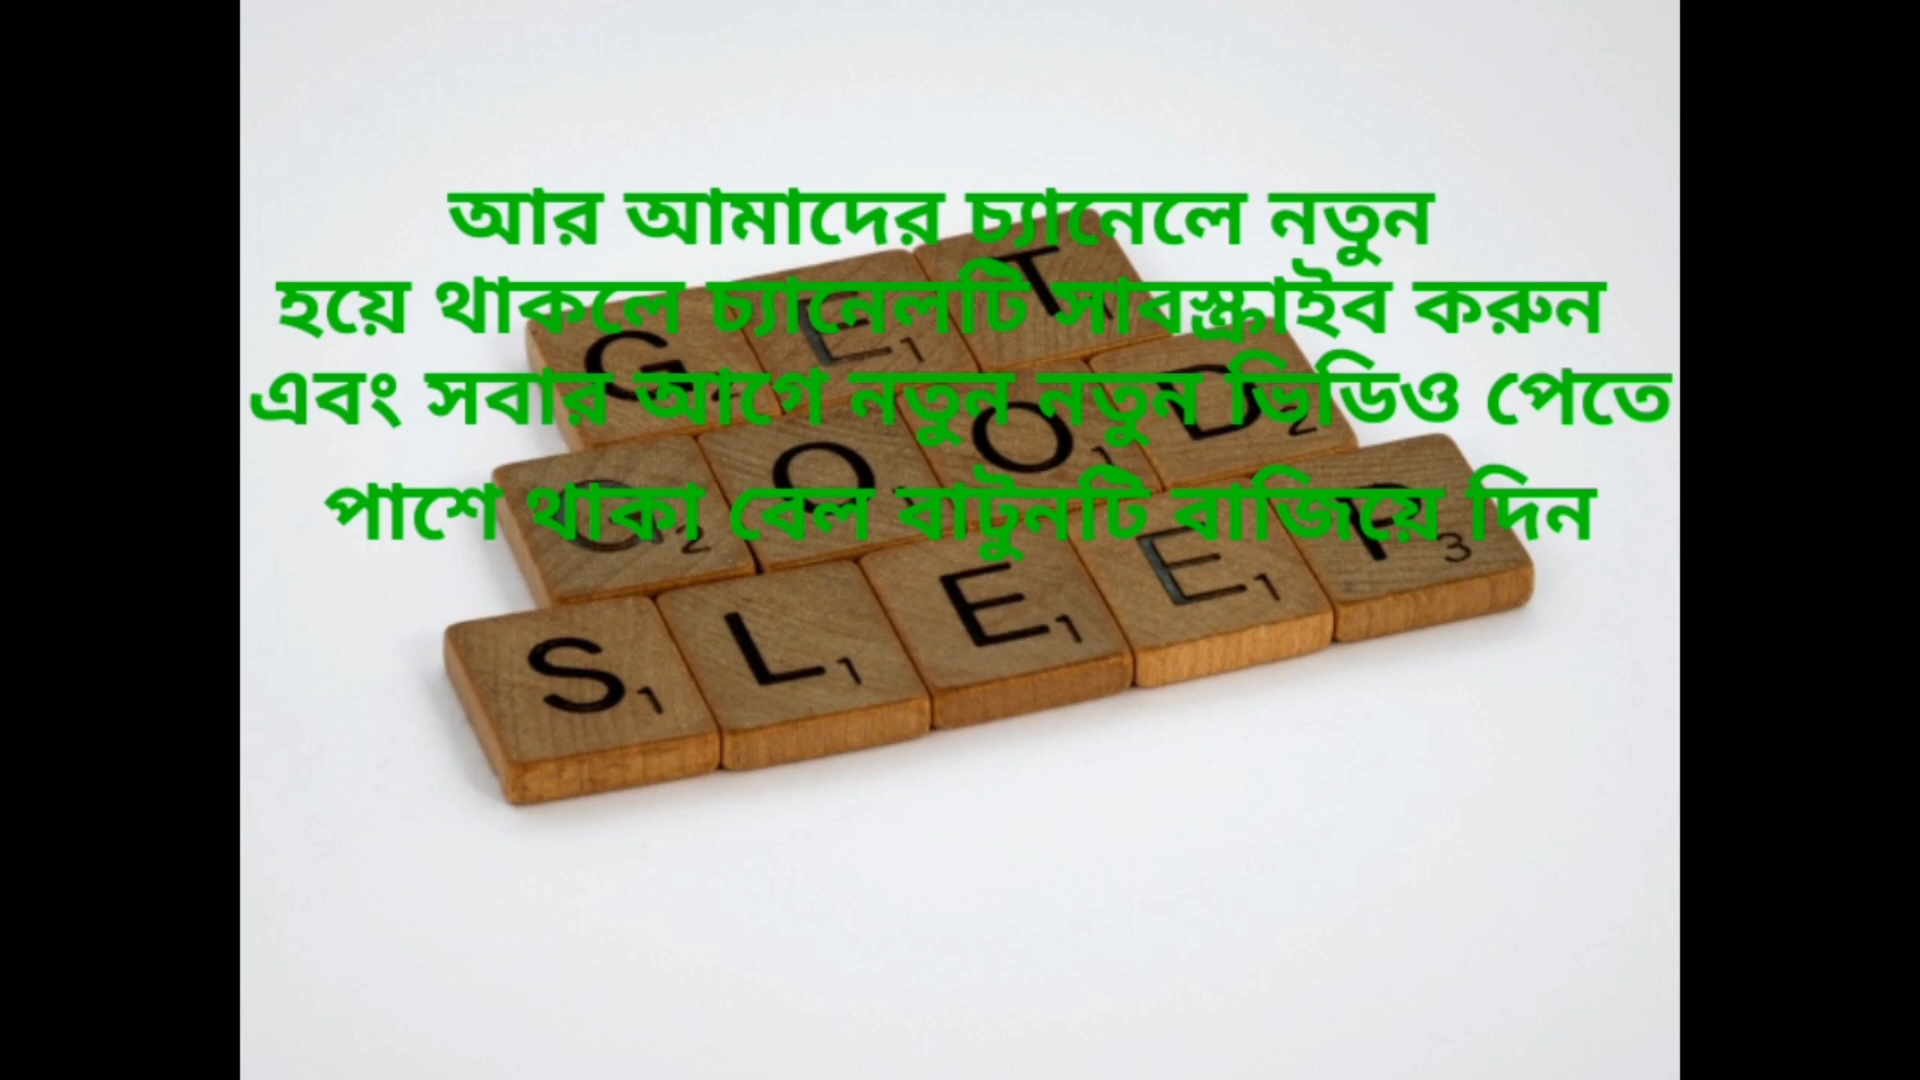 আর আমাদের চ্যানেলে নতুন
হয়ে থাকলে চ্যানেলটি সাবস্ক্রাইব করুন
এবং সবার আগে নতুন নতুন ভিডিও পেতে
পাশে থাকা বেল বাটুনটি বাজিয়ে দিন
GET
GOOD
SLEEP